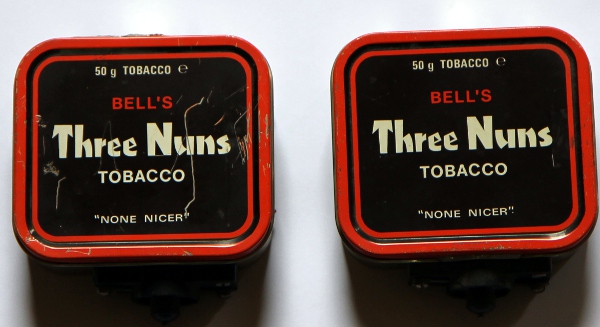 50 g TOBACCO ℮
BELL'S
Three Nuns
TOBACCO
"NONE NICER"
50 g TOBACCO ℮
BELL'S
Three Nuns
TOBACCO
"NONE NICER"